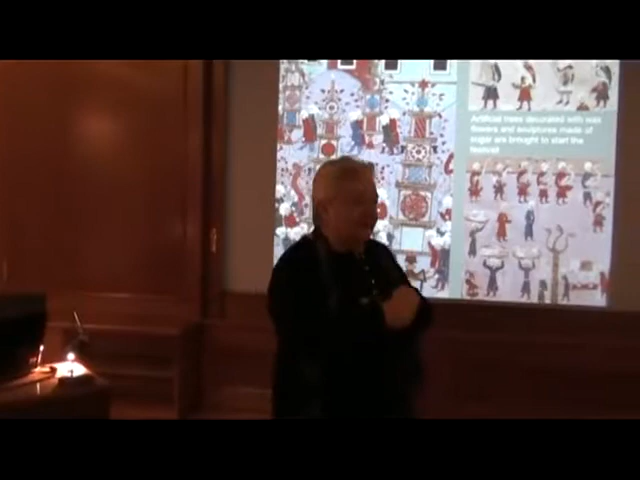 Artificial trees decorated with wax
flowers and sculptures made of
sugar are brought to start the
festival